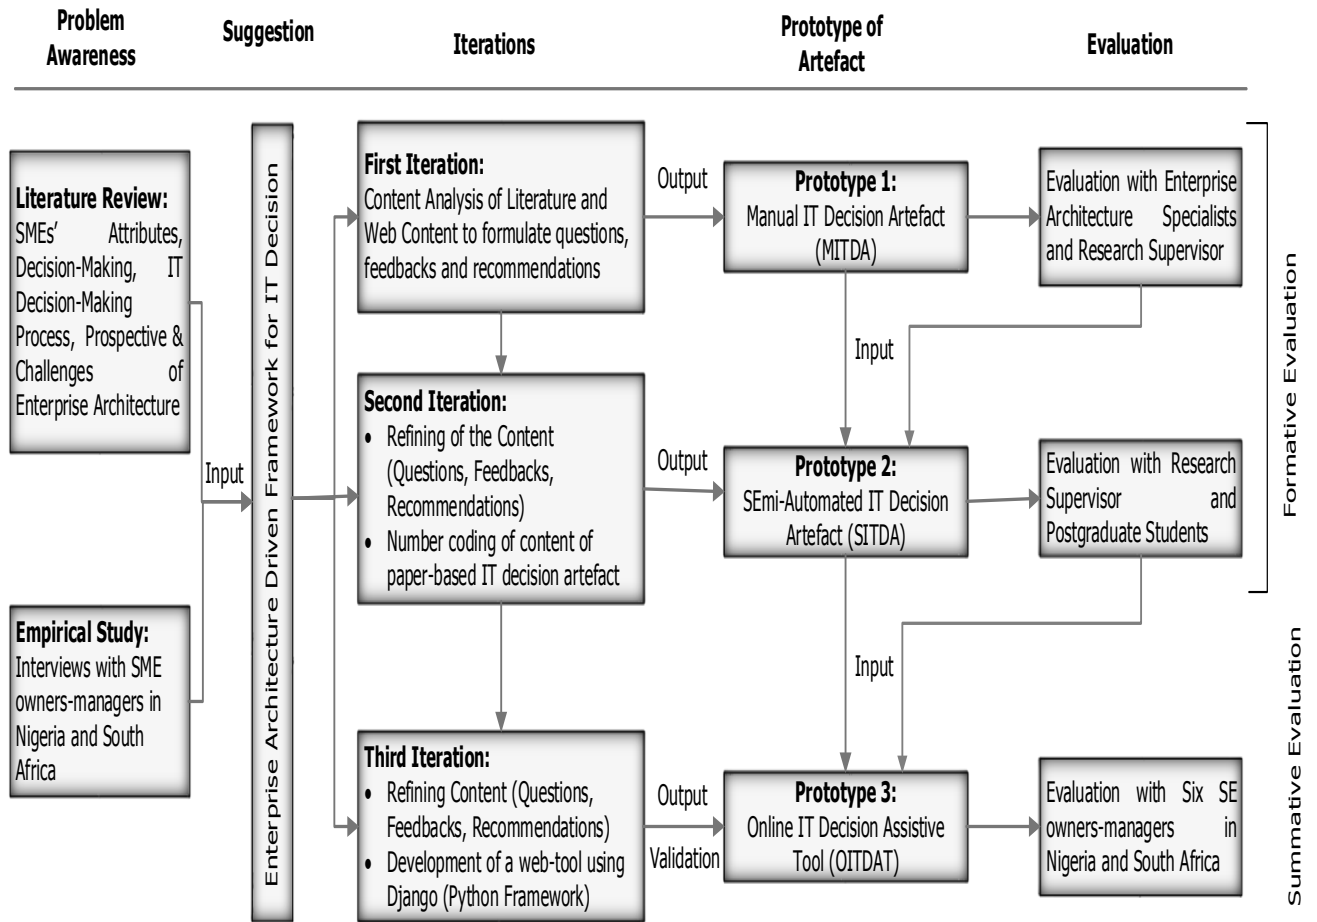 Problem
Awareness
Suggestion
Iterations
Prototype of
Artefact
Evaluation
Literature Review:
SMEs' Attributes,
Decision-Making, IT
Decision-Making
Process, Prospective &
Challenges of
Enterprise Architecture
Empirical Study:
Interviews with SME
owners-managers in
Nigeria and South
Africa
Input
Enterprise Architecture Driven Framework for IT Decision
First Iteration:
Content Analysis of Literature and
Web Content to formulate questions,
feedbacks and recommendations
Output
Prototype 1:
Manual IT Decision Artefact
(MITDA)
Evaluation with Enterprise
Architecture Specialists
and Research Supervisor
Input
Second Iteration:
• Refining of the Content
(Questions, Feedbacks,
Recommendations)
• Number coding of content of
paper-based IT decision artefact
Output
Prototype 2:
SEmi-Automated IT Decision
Artefact (SITDA)
Evaluation with Research
Supervisor and
Postgraduate Students
Formative Evaluation
Input
Third Iteration:
• Refining Content (Questions,
Feedbacks, Recommendations)
• Development of a web-tool using
Django (Python Framework)
Output
Validation
Prototype 3:
Online IT Decision Assistive
Tool (OITDAT)
Evaluation with Six SE
owners-managers in
Nigeria and South Africa
Summative Evaluation